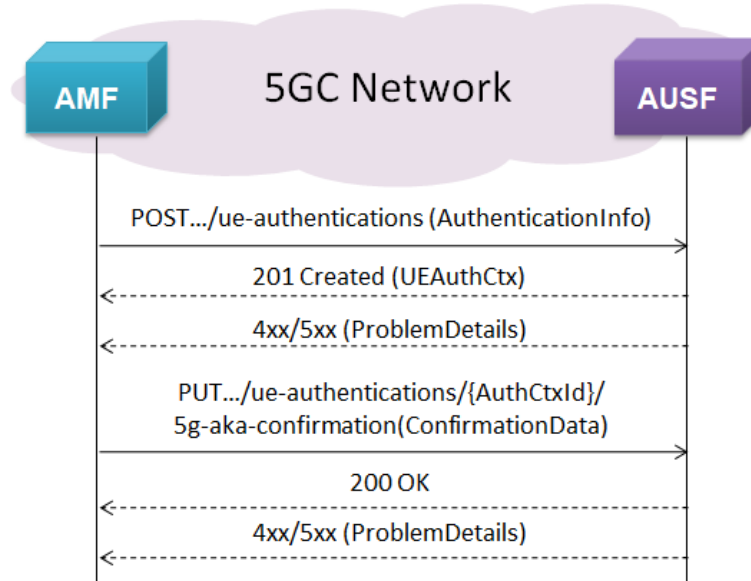 5GC Network
AMF
AUSF
POST.../ue-authentications (AuthenticationInfo)
201 Created (UEAuthCtx)
4xx/5xx (ProblemDetails)
PUT.../ue-authentications/{AuthCtxId}/
5g-aka-confirmation(ConfirmationData)
200 OK
4xx/5xx (ProblemDetails)